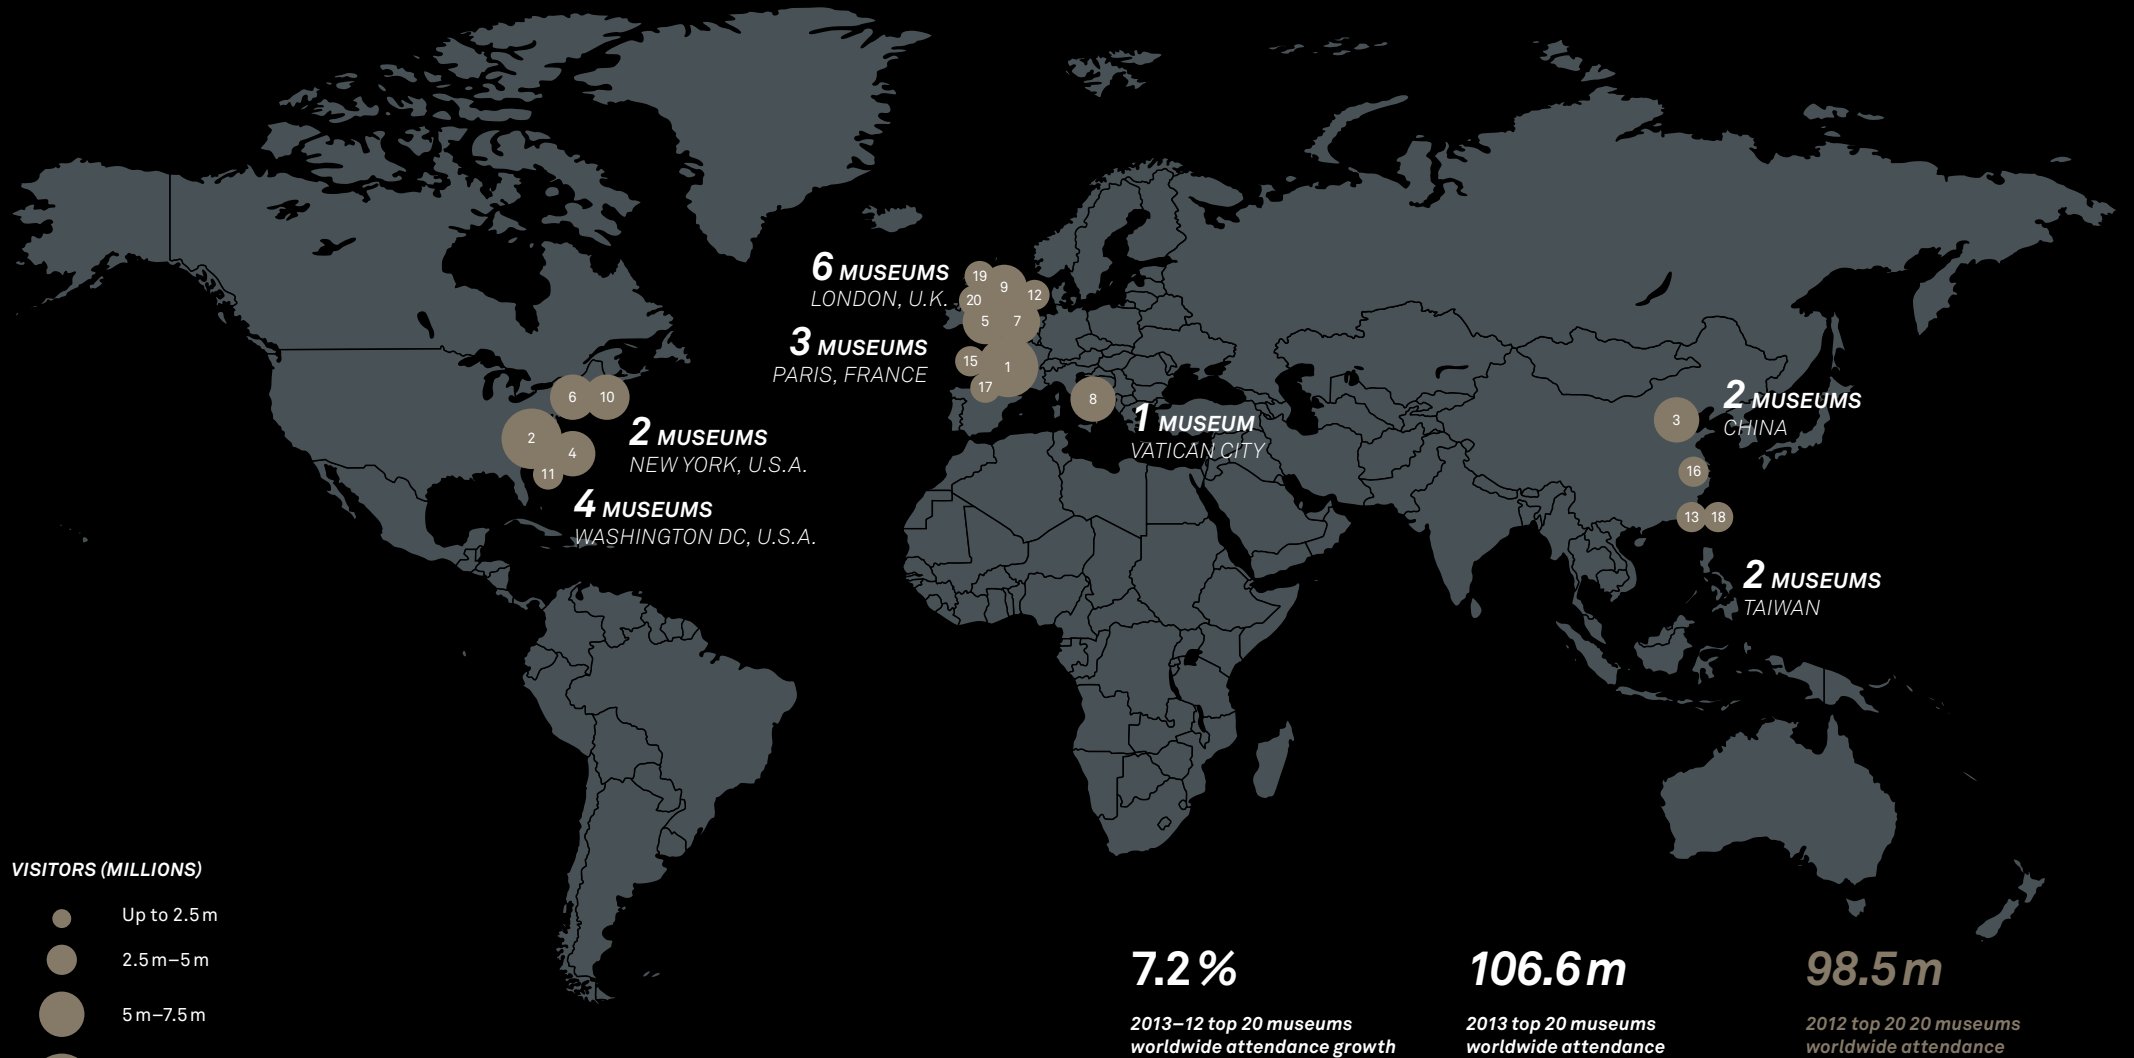 6 MUSEUMS
LONDON, U.K.
19
9
12
20
5
7
3 MUSEUMS
PARIS, FRANCE
15
1
17
6
10
2
4
11
2 MUSEUMS
NEW YORK, U.S.A.
4 MUSEUMS
WASHINGTON DC, U.S.A.
8
1 MUSEUM
VATICAN CITY
3
2 MUSEUMS
CHINA
16
13
18
2 MUSEUMS
TAIWAN
VISITORS (MILLIONS)
Up to 2.5 m
2.5 m–5 m
5 m–7.5 m
7.2 %
2013–12 top 20 museums
worldwide attendance growth
106.6 m
2013 top 20 museums
worldwide attendance
98.5 m
2012 top 20 20 museums
worldwide attendance